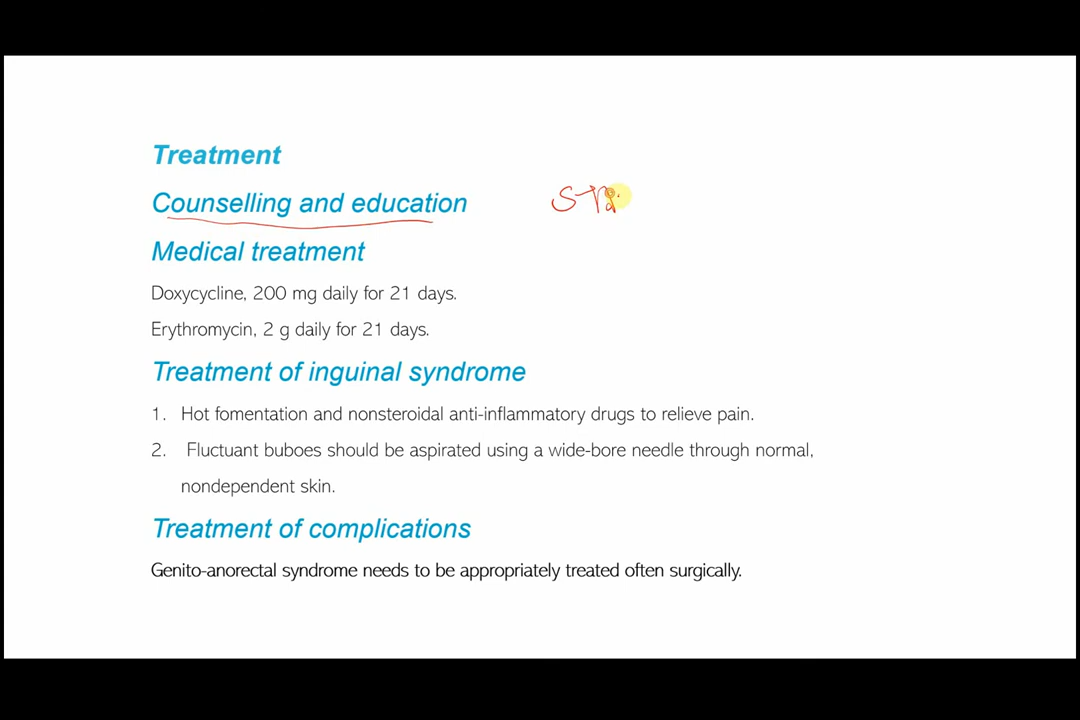 Treatment
Counselling and education
Medical treatment
Doxycycline, 200 mg daily for 21 days.
Erythromycin, 2 g daily for 21 days.
Treatment of inguinal syndrome
1. Hot fomentation and nonsteroidal anti-inflammatory drugs to relieve pain.
2. Fluctuant buboes should be aspirated using a wide-bore needle through normal,
nondependent skin.
Treatment of complications
Genito-anorectal syndrome needs to be appropriately treated often surgically.